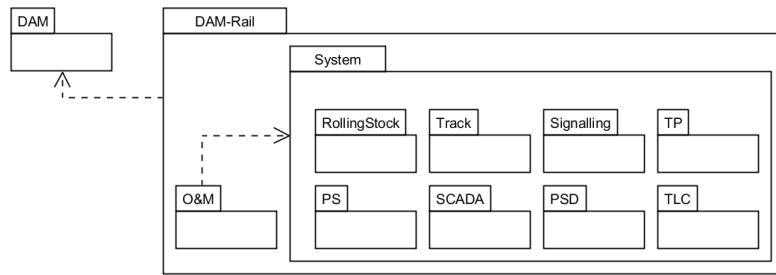 DAM
DAM-Rail
System
RollingStock
Track
Signalling
TP
O&M
PS
SCADA
PSD
TLC